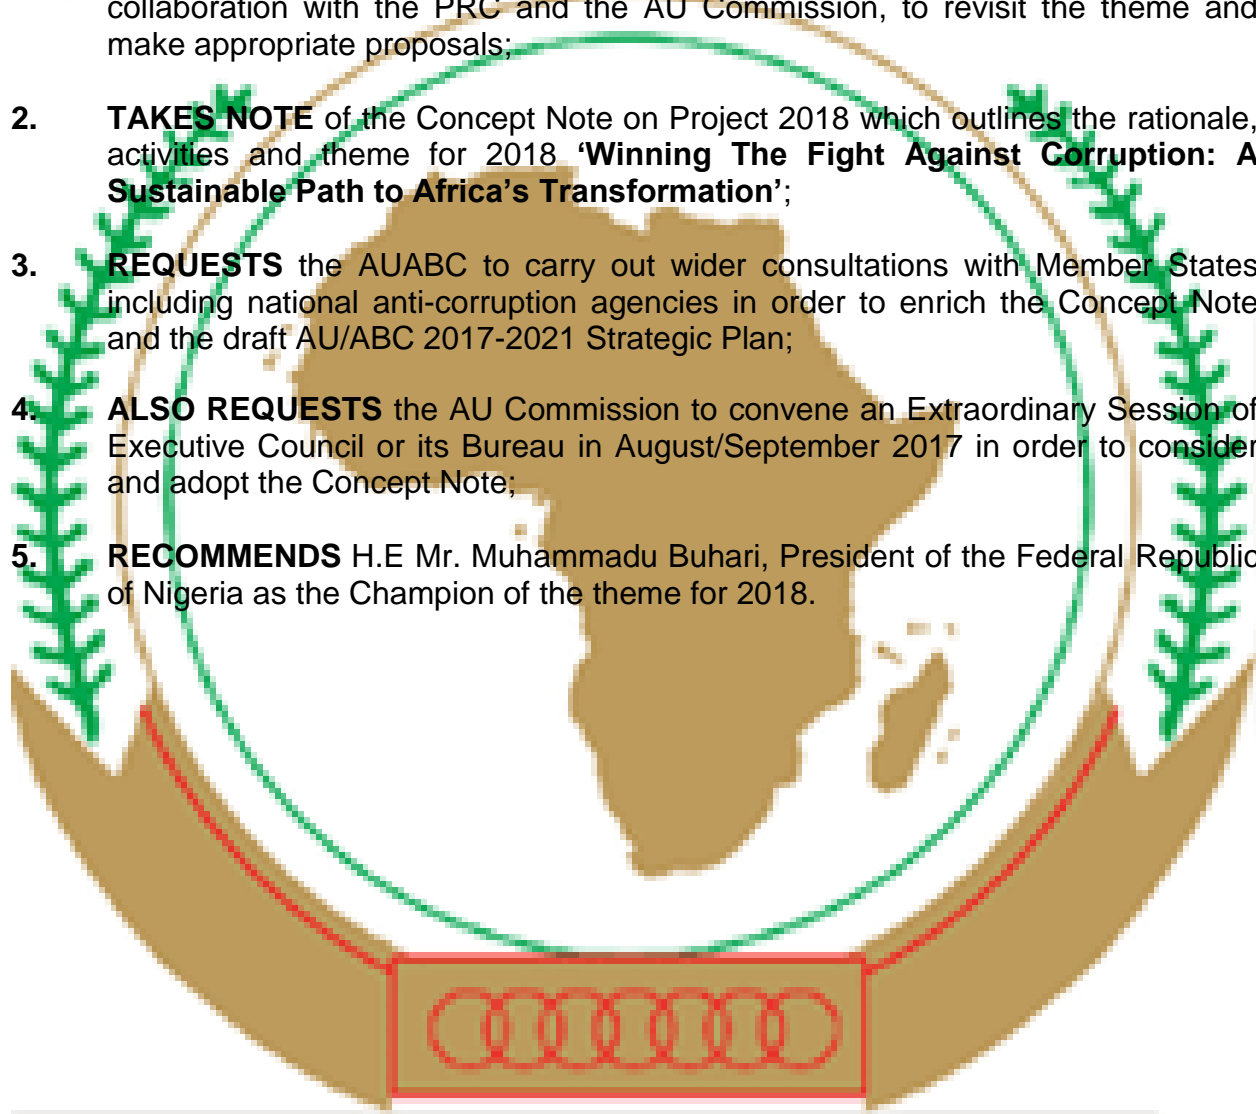 collaboration with the PRC and the AU Commission, to revisit the theme and
make appropriate proposals;
2. TAKES NOTE of the Concept Note on Project 2018 which outlines the rationale,
activities and theme for 2018 ‘Winning The Fight Against Corruption: A
Sustainable Path to Africa’s Transformation’;
3. REQUESTS the AUABC to carry out wider consultations with Member States
including national anti-corruption agencies in order to enrich the Concept Note
and the draft AU/ABC 2017-2021 Strategic Plan;
4. ALSO REQUESTS the AU Commission to convene an Extraordinary Session of
Executive Council or its Bureau in August/September 2017 in order to consider
and adopt the Concept Note;
5. RECOMMENDS H.E Mr. Muhammadu Buhari, President of the Federal Republic
of Nigeria as the Champion of the theme for 2018.